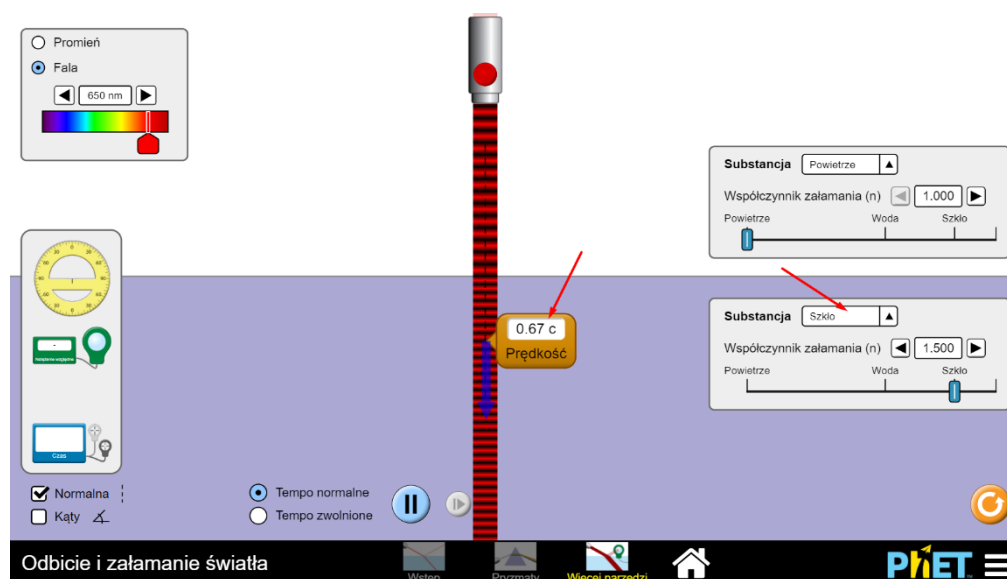 Promień
Fala
650 nm
Substancja Powietrze
Współczynnik załamania (n) 1.000
Powietrze Woda Szkło
0.67 c
Prędkość
Substancja Szkło
Współczynnik załamania (n) 1.500
Powietrze Woda Szkło
Czas
Normalna
Kąty
Tempo normalne
Tempo zwolnione
Odbicie i załamanie światła
Wstęp
Pryzmaty
Więcej narzędzi
PhET